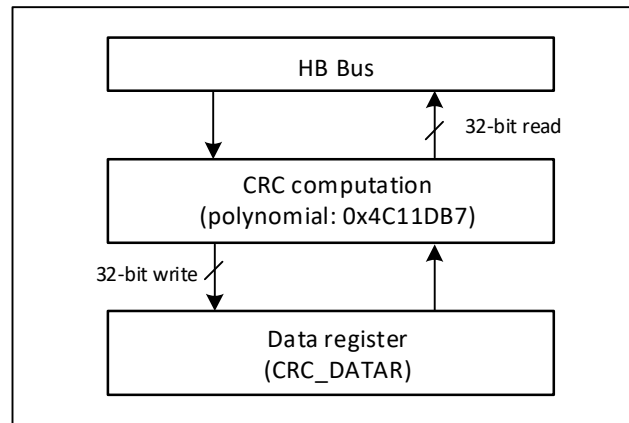 HB Bus
32-bit read
CRC computation
(polynomial: 0x4C11DB7)
32-bit write
Data register
(CRC_DATAR)